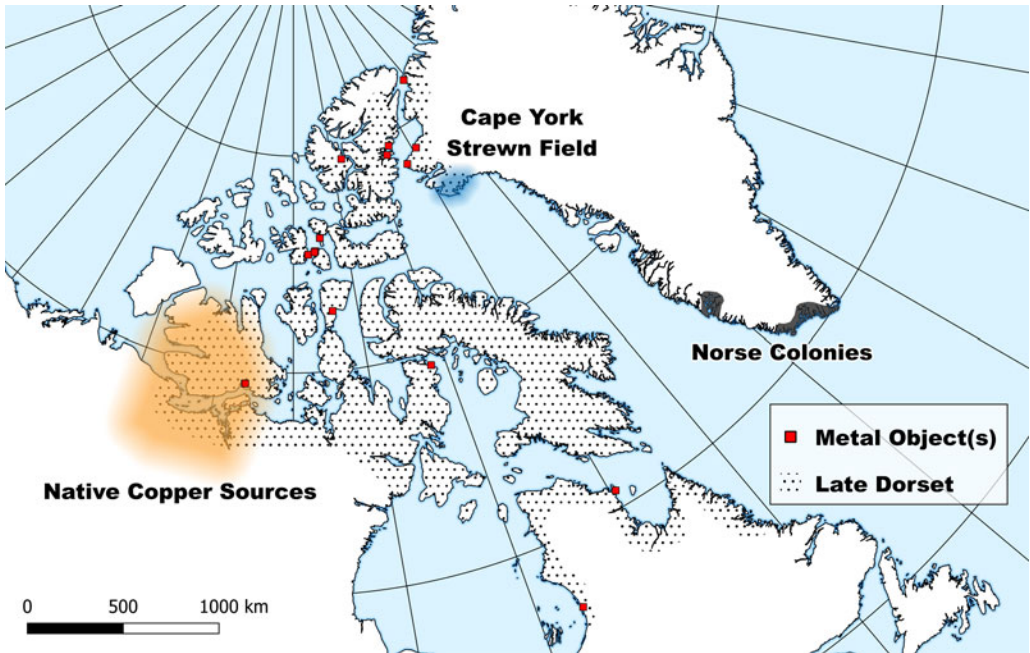 Cape York
Strewn Field
Norse Colonies
Metal Object(s)
Late Dorset
Native Copper Sources
0 500 1000 km